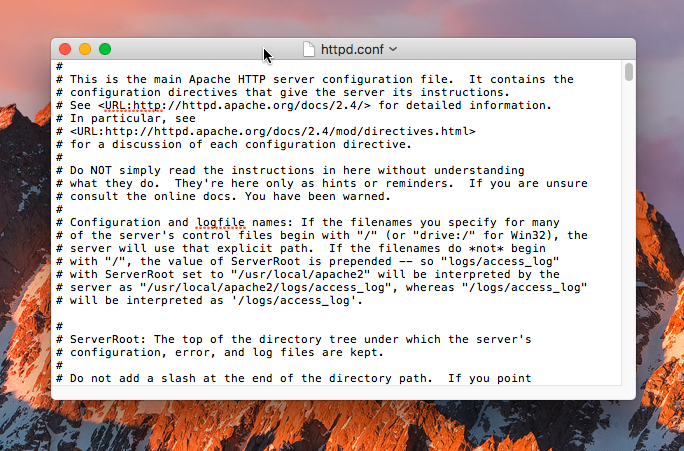 httpd.conf
#
# This is the main Apache HTTP server configuration file.  It contains the
# configuration directives that give the server its instructions.
# See <URL:http://httpd.apache.org/docs/2.4/> for detailed information.
# In particular, see
# <URL:http://httpd.apache.org/docs/2.4/mod/directives.html>
# for a discussion of each configuration directive.
#
# Do NOT simply read the instructions in here without understanding
# what they do.  They're here only as hints or reminders.  If you are unsure
# consult the online docs. You have been warned.
#
# Configuration and logfile names: If the filenames you specify for many
# of the server's control files begin with "/" (or "drive:/" for Win32), the
# server will use that explicit path.  If the filenames do *not* begin
# with "/", the value of ServerRoot is prepended -- so "logs/access_log"
# with ServerRoot set to "/usr/local/apache2" will be interpreted by the
# server as "/usr/local/apache2/logs/access_log", whereas "/logs/access_log"
# will be interpreted as '/logs/access_log'.
#
# ServerRoot: The top of the directory tree under which the server's
# configuration, error, and log files are kept.
#
# Do not add a slash at the end of the directory path.  If you point